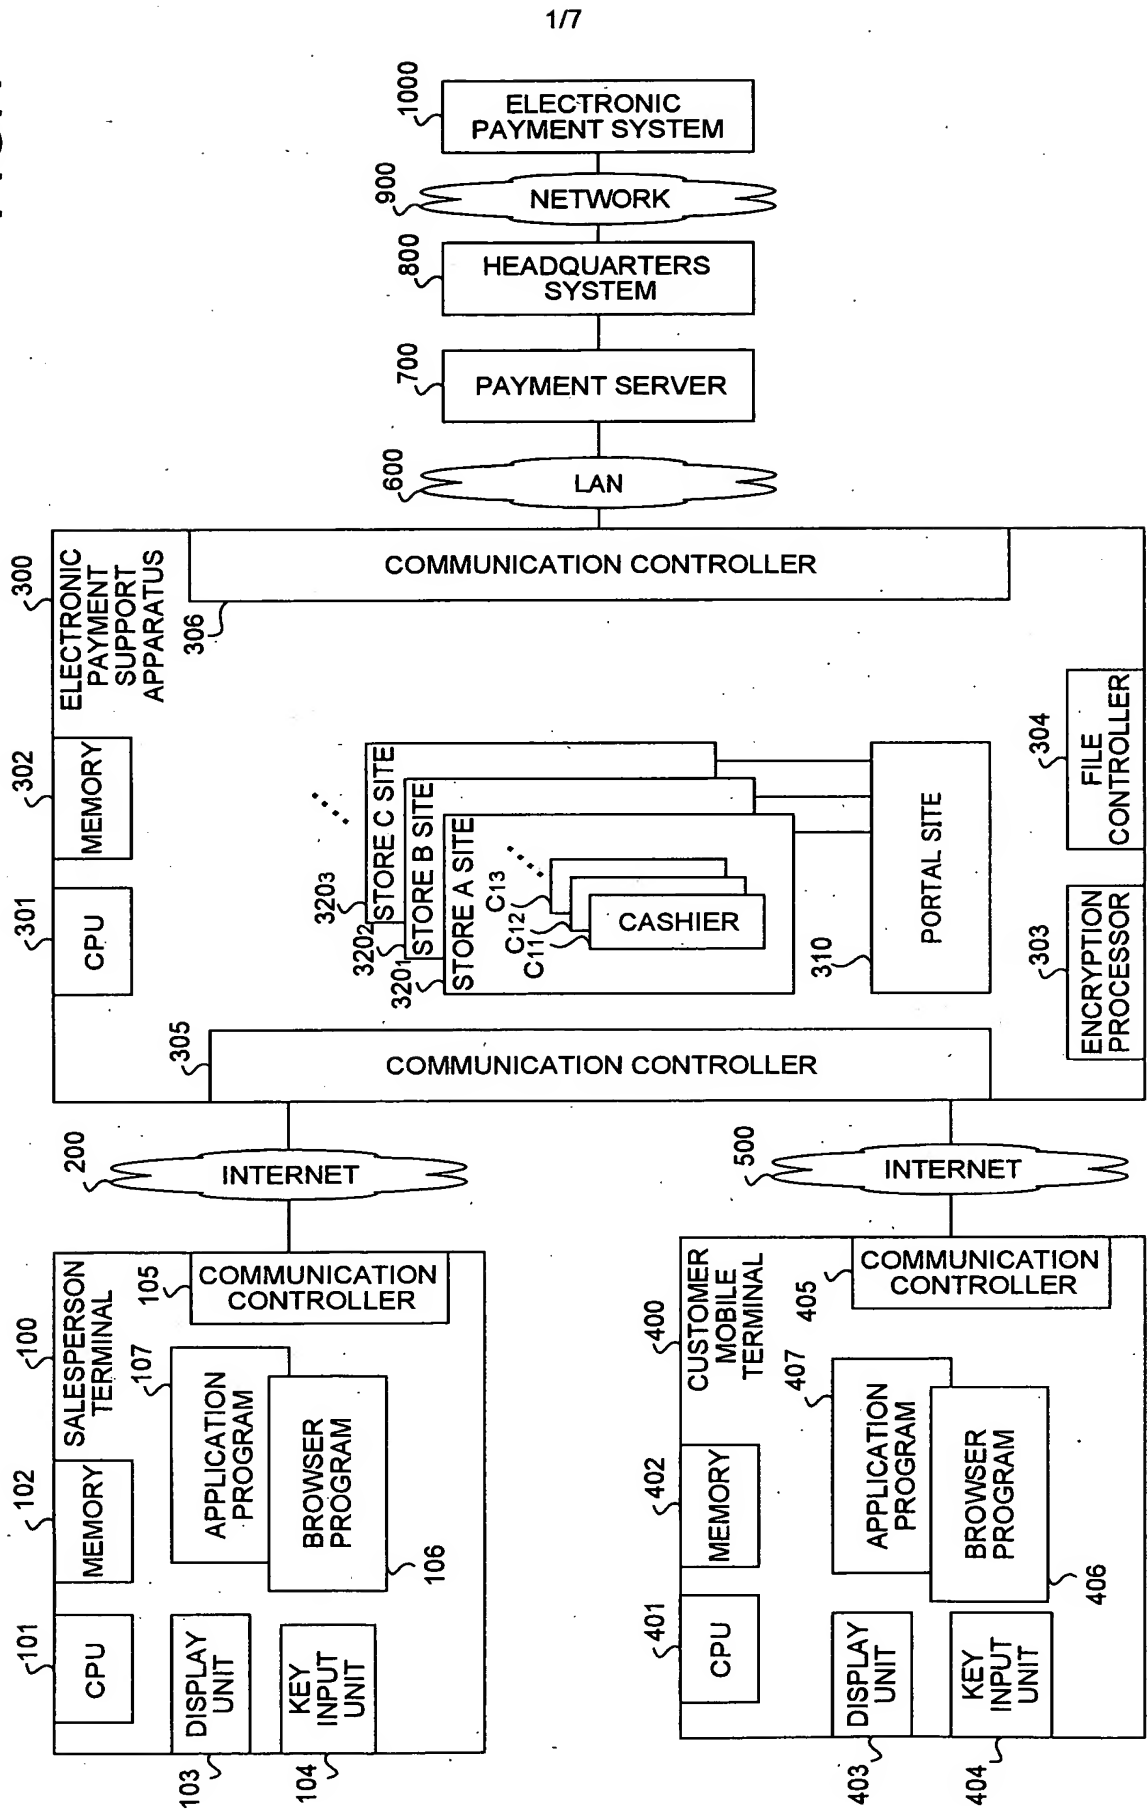 1/7
1000
ELECTRONIC
PAYMENT SYSTEM
900
NETWORK
800
HEADQUARTERS
SYSTEM
700
PAYMENT SERVER
600
LAN
300
ELECTRONIC
PAYMENT
SUPPORT
APPARATUS
306
COMMUNICATION CONTROLLER
302
MEMORY
301
CPU
3203
STORE C SITE
3202
STORE B SITE
3201
STORE A SITE
C13
C12
C11
CASHIER
310
PORTAL SITE
304
FILE
CONTROLLER
303
ENCRYPTION
PROCESSOR
305
COMMUNICATION CONTROLLER
200
INTERNET
500
INTERNET
100
SALESPERSON
TERMINAL
105
COMMUNICATION
CONTROLLER
107
APPLICATION
PROGRAM
BROWSER
PROGRAM
106
102
MEMORY
101
CPU
DISPLAY
UNIT
103
KEY
INPUT
UNIT
104
400
CUSTOMER
MOBILE
TERMINAL
405
COMMUNICATION
CONTROLLER
407
APPLICATION
PROGRAM
BROWSER
PROGRAM
406
402
MEMORY
401
CPU
DISPLAY
UNIT
403
KEY
INPUT
UNIT
404